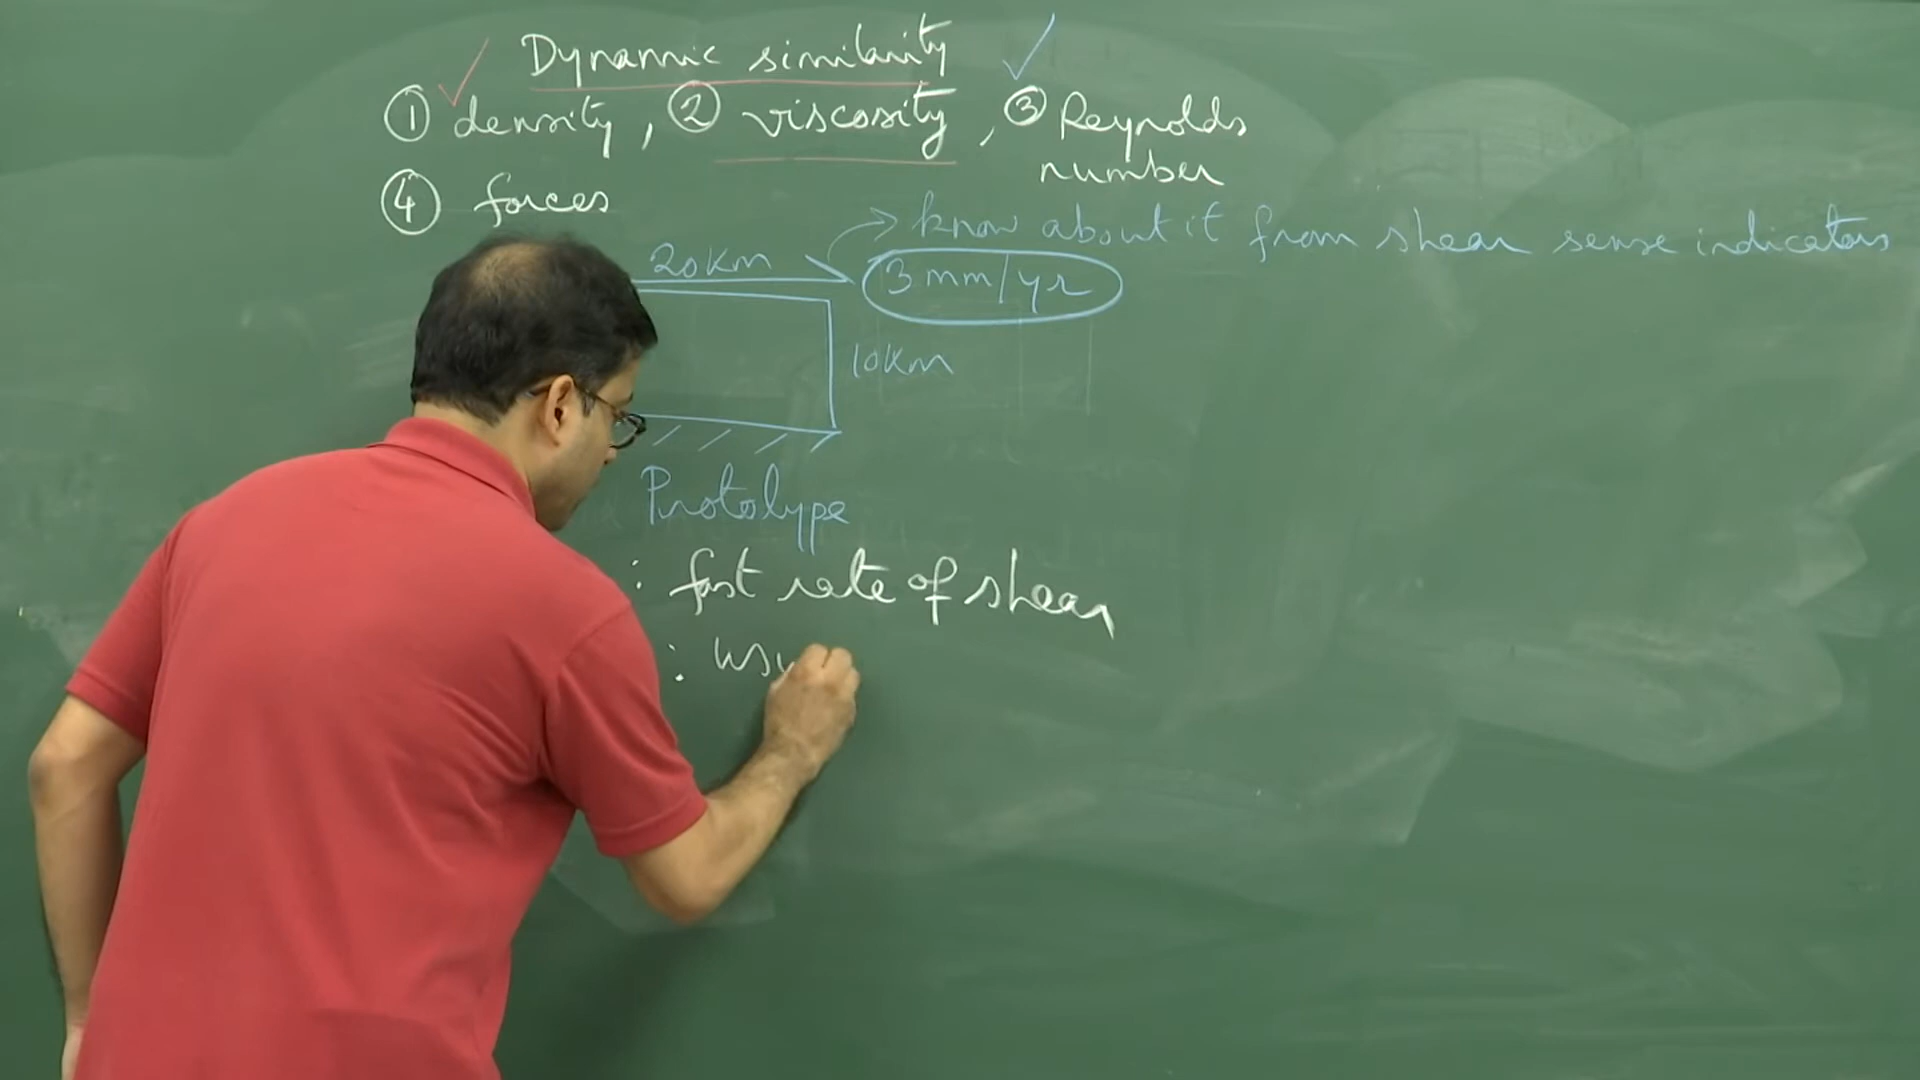 Dynamic similarity
① density, ② viscosity, ③ Reynolds
number
④ forces
→ know about it from shear sense indicators
20km
3 mm/yr
10km
Prototype
: fast rate of shear
: